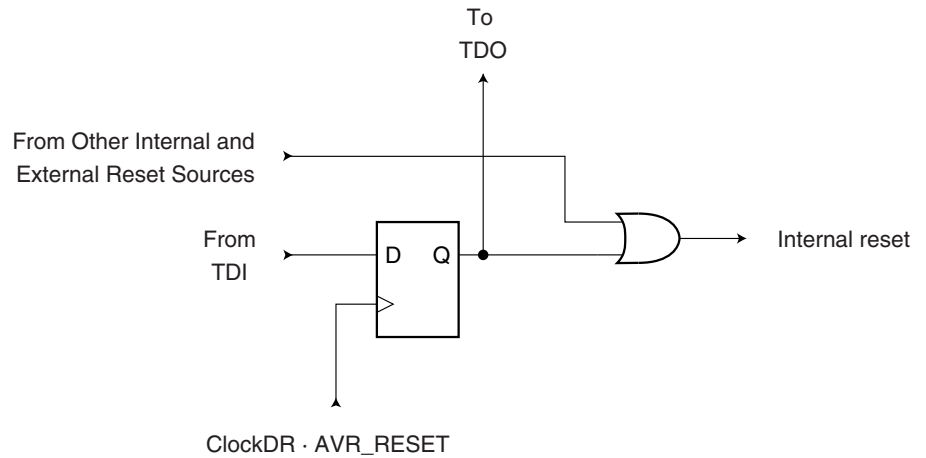 To
TDO
From Other Internal and
External Reset Sources
From
TDI
D
Q
Internal reset
ClockDR · AVR_RESET